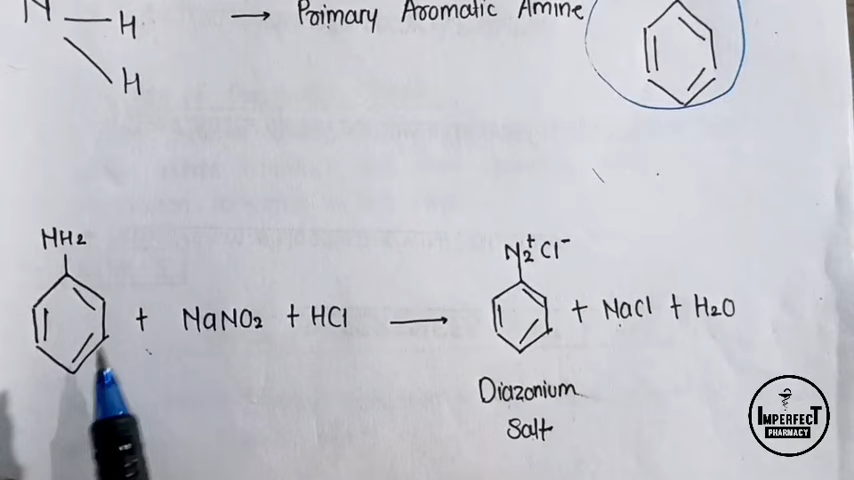 N — H → Primary Aromatic Amine
H
NH2 N2+ Cl-
+ NaNO2 + HCl → + NaCl + H2O
Diazonium
Salt
IMPERFECT
PHARMACY